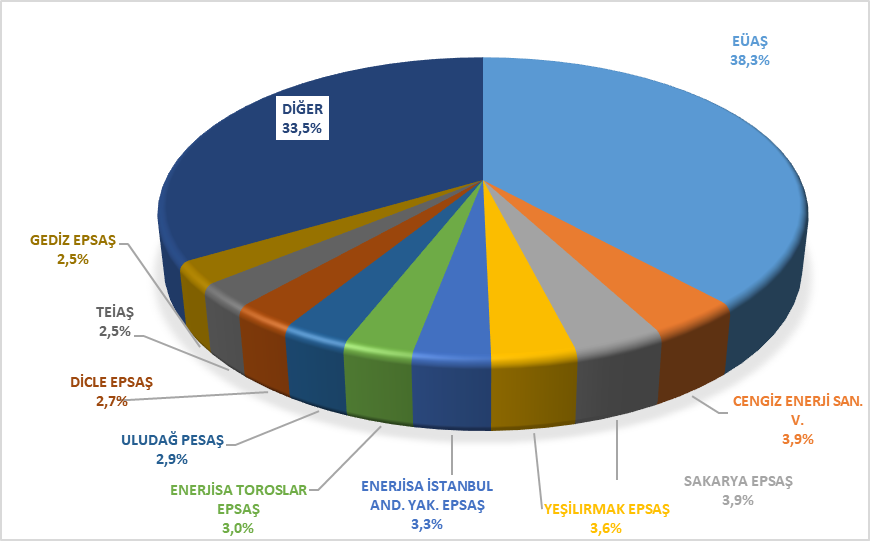 EÜAŞ
38,3%
DİĞER
33,5%
GEDİZ EPSAŞ
2,5%
TEİAŞ
2,5%
DİCLE EPSAŞ
2,7%
ULUDAĞ PESAŞ
2,9%
ENERJİSA TOROSLAR
EPSAŞ
3,0%
ENERJİSA İSTANBUL
AND. YAK. EPSAŞ
3,3%
YEŞİLIRMAK EPSAŞ
3,6%
SAKARYA EPSAŞ
3,9%
CENGİZ ENERJİ SAN.
V.
3,9%